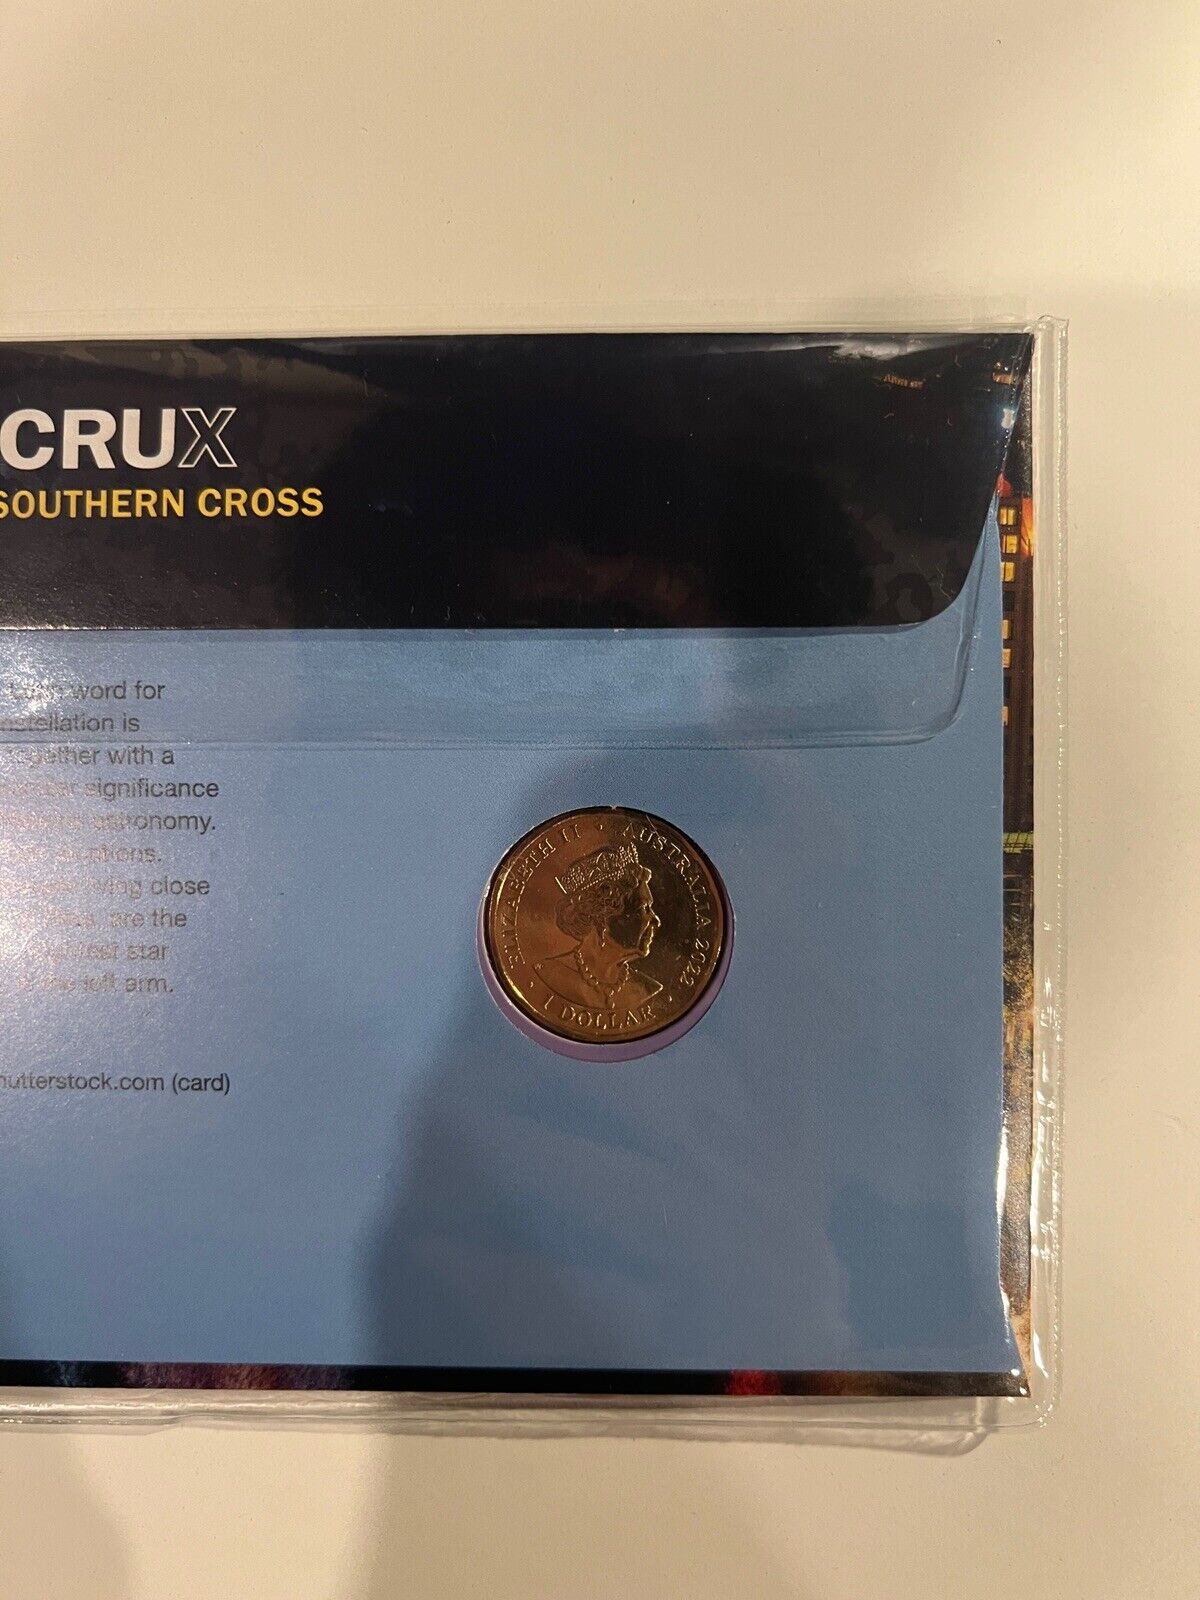 CRUX
SOUTHERN CROSS
word for
nstellation is
together with a
significance
astronomy.
close
are the
star
the left arm.
hutterstock.com (card)
ELIZABETH II • AUSTRALIA 2022
1 DOLLAR